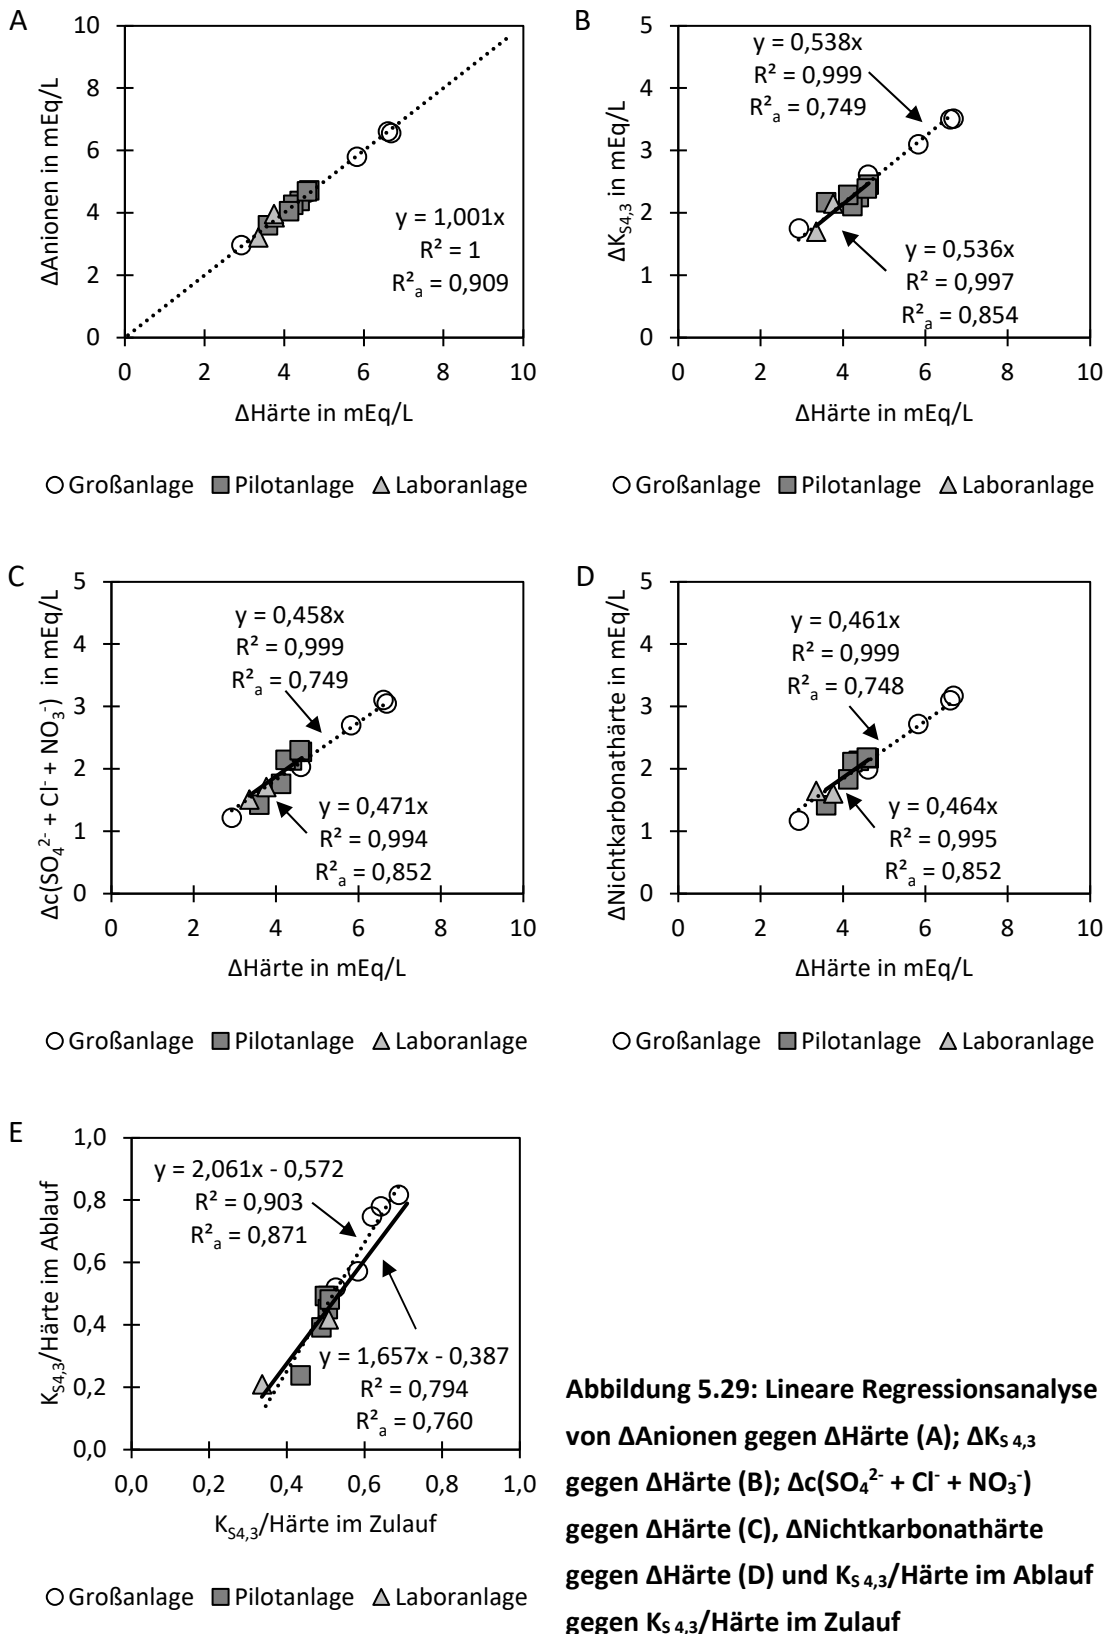 A
ΔAnionen in mEq/L
10
8
6
4
2
0
y = 1,001x
R² = 1
R²ₐ = 0,909
0 2 4 6 8 10
ΔHärte in mEq/L
Großanlage Pilotanlage Laboranlage
B
ΔK_S4,3 in mEq/L
5
4
3
2
1
0
y = 0,538x
R² = 0,999
R²ₐ = 0,749
y = 0,536x
R² = 0,997
R²ₐ = 0,854
0 2 4 6 8 10
ΔHärte in mEq/L
Großanlage Pilotanlage Laboranlage
C
Δc(SO₄²⁻ + Cl⁻ + NO₃⁻) in mEq/L
5
4
3
2
1
0
y = 0,458x
R² = 0,999
R²ₐ = 0,749
y = 0,471x
R² = 0,994
R²ₐ = 0,852
0 2 4 6 8 10
ΔHärte in mEq/L
Großanlage Pilotanlage Laboranlage
D
ΔNichtkarbonathärte in mEq/L
5
4
3
2
1
0
y = 0,461x
R² = 0,999
R²ₐ = 0,748
y = 0,464x
R² = 0,995
R²ₐ = 0,852
0 2 4 6 8 10
ΔHärte in mEq/L
Großanlage Pilotanlage Laboranlage
E
K_S4,3/Härte im Ablauf
1,0
0,8
0,6
0,4
0,2
0,0
y = 2,061x - 0,572
R² = 0,903
R²ₐ = 0,871
y = 1,657x - 0,387
R² = 0,794
R²ₐ = 0,760
0,0 0,2 0,4 0,6 0,8 1,0
K_S4,3/Härte im Zulauf
Großanlage Pilotanlage Laboranlage
Abbildung 5.29: Lineare Regressionsanalyse
von ΔAnionen gegen ΔHärte (A); ΔK_S 4,3
gegen ΔHärte (B); Δc(SO₄²⁻ + Cl⁻ + NO₃⁻)
gegen ΔHärte (C), ΔNichtkarbonathärte
gegen ΔHärte (D) und K_S 4,3/Härte im Ablauf
gegen K_S 4,3/Härte im Zulauf